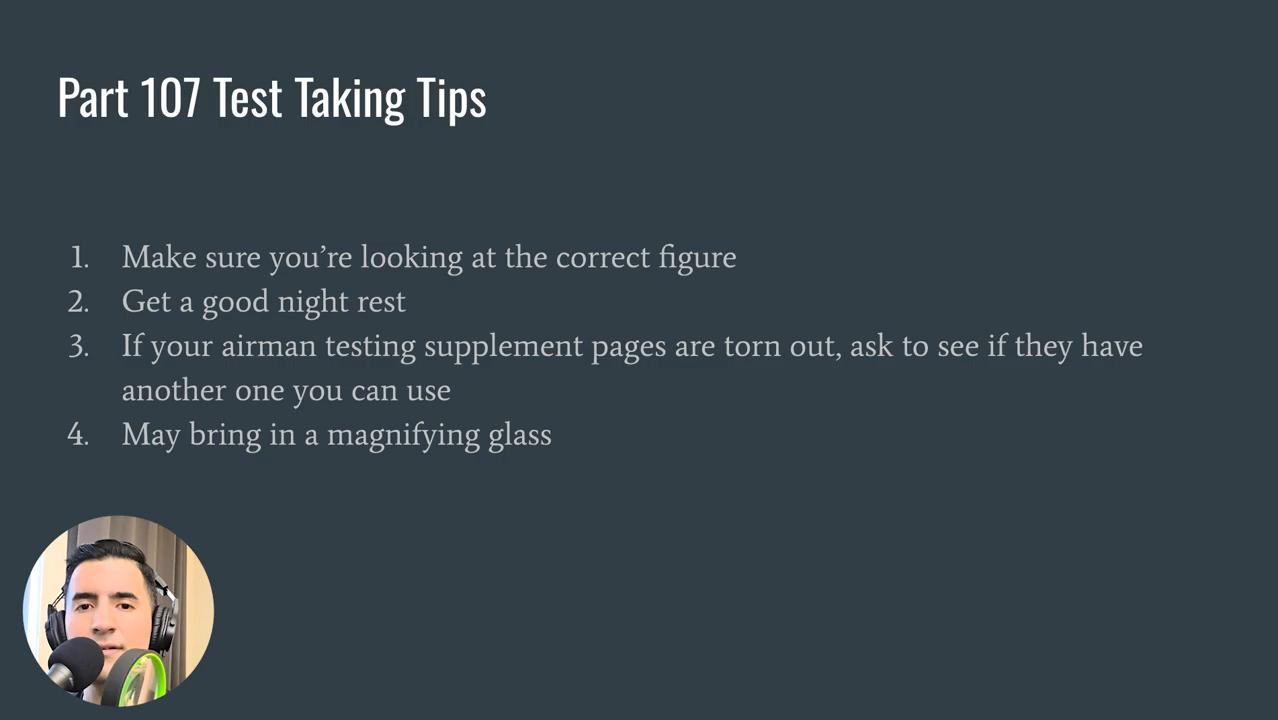 Part 107 Test Taking Tips
1. Make sure you’re looking at the correct figure
2. Get a good night rest
3. If your airman testing supplement pages are torn out, ask to see if they have
another one you can use
4. May bring in a magnifying glass